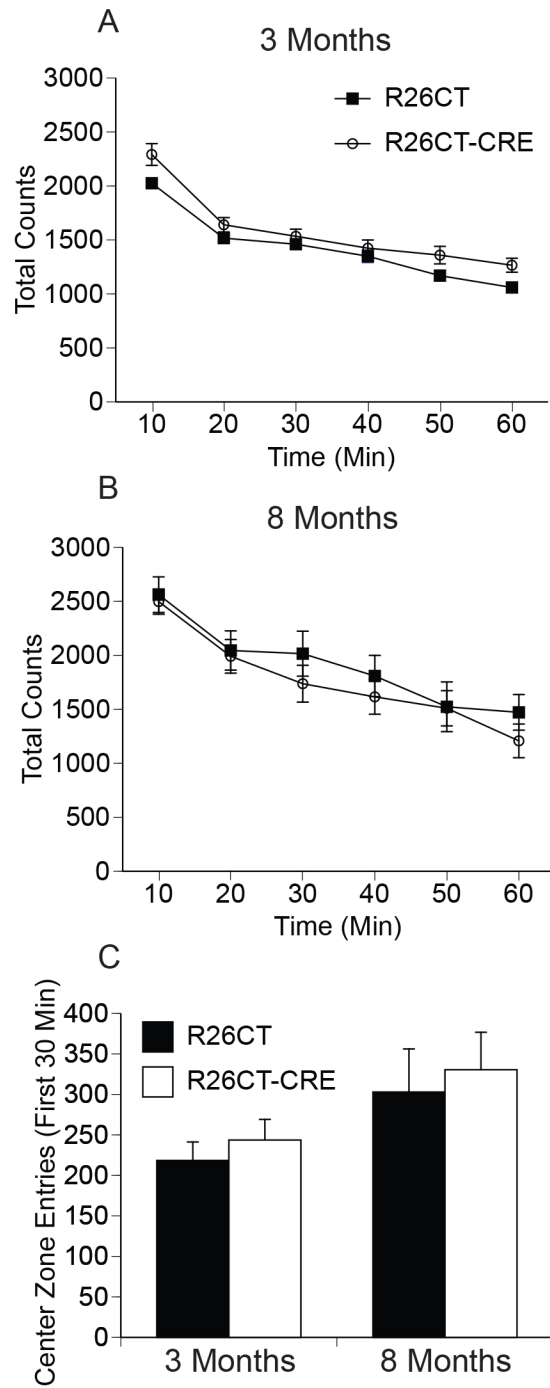 A
3 Months
3000
2500
2000
1500
1000
500
0
Total Counts
R26CT
R26CT-CRE
10 20 30 40 50 60
Time (Min)
B
8 Months
3000
2500
2000
1500
1000
500
0
Total Counts
10 20 30 40 50 60
Time (Min)
C
400
350
300
250
200
150
100
50
0
Center Zone Entries (First 30 Min)
R26CT
R26CT-CRE
3 Months 8 Months